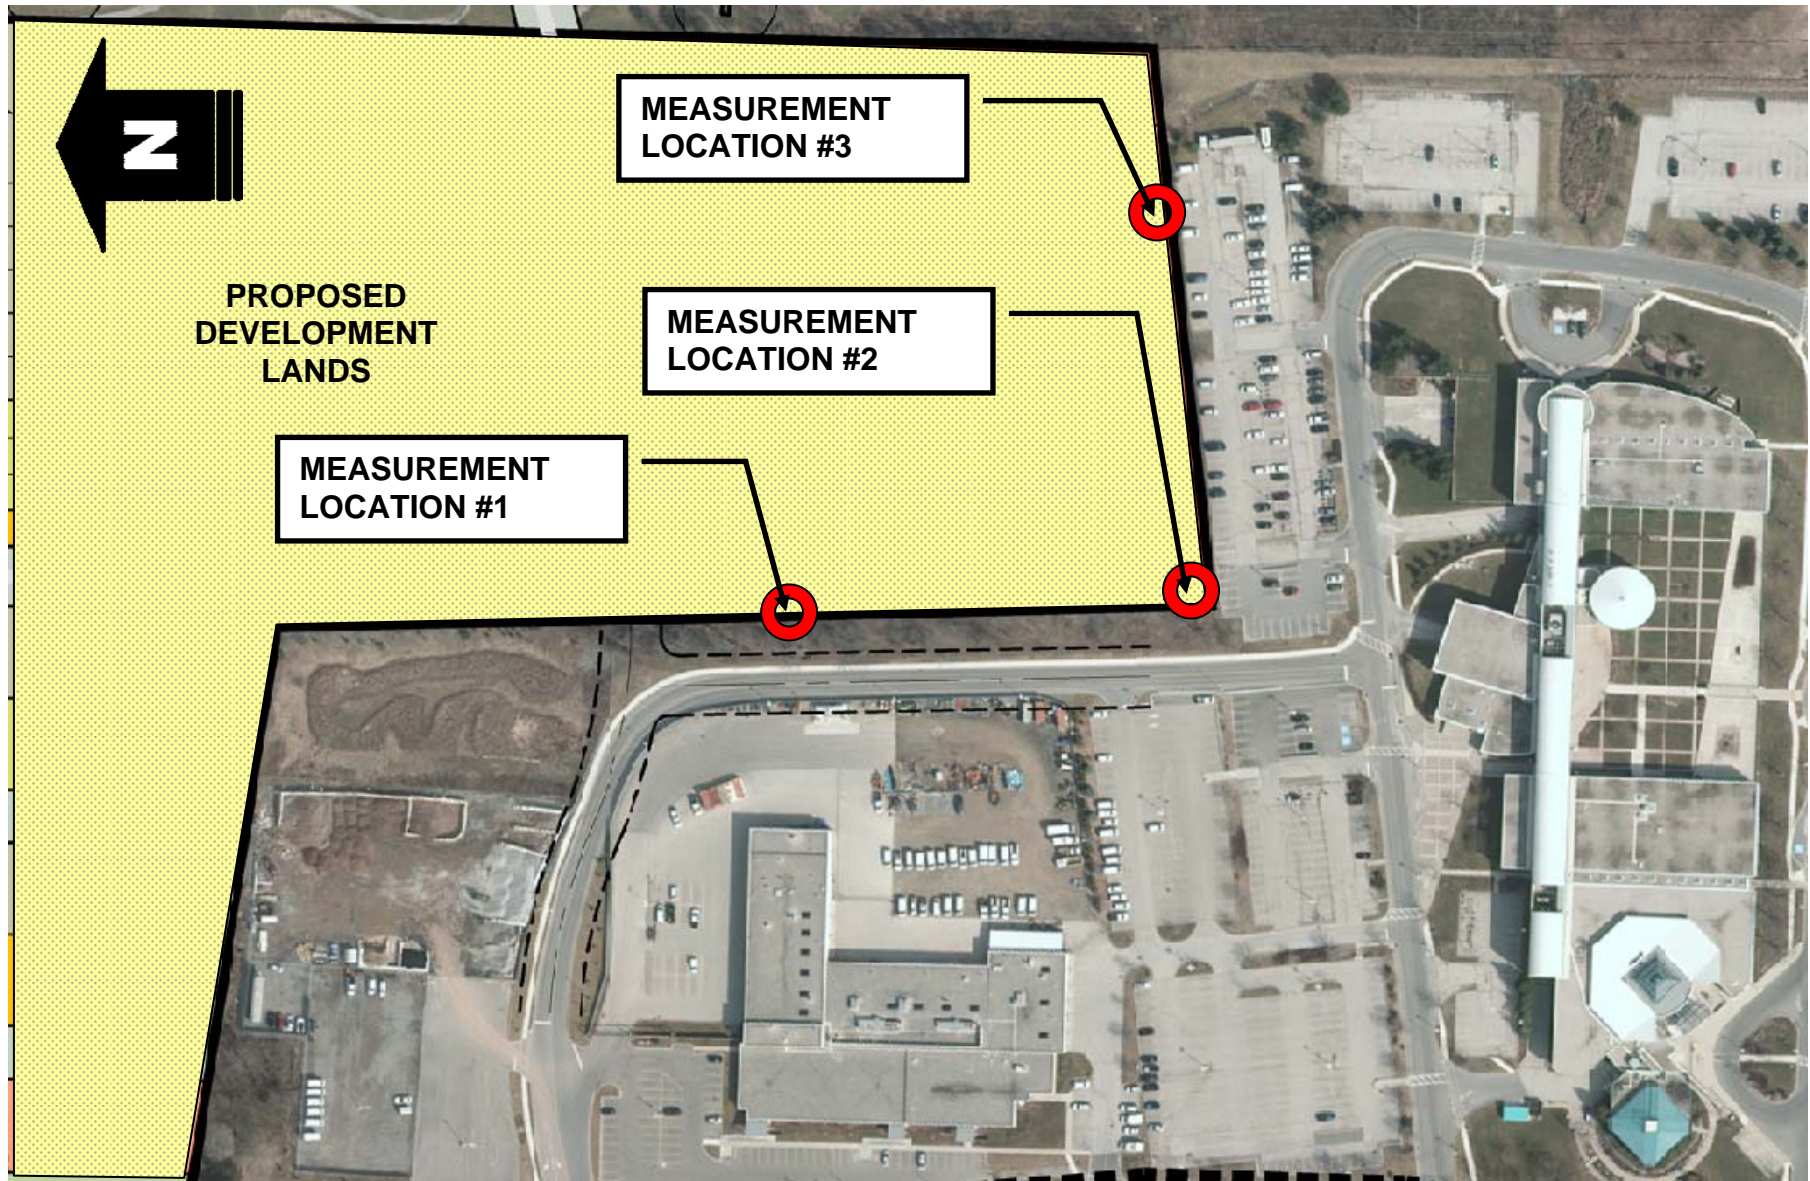 N
MEASUREMENT
LOCATION #3
PROPOSED
DEVELOPMENT
LANDS
MEASUREMENT
LOCATION #2
MEASUREMENT
LOCATION #1